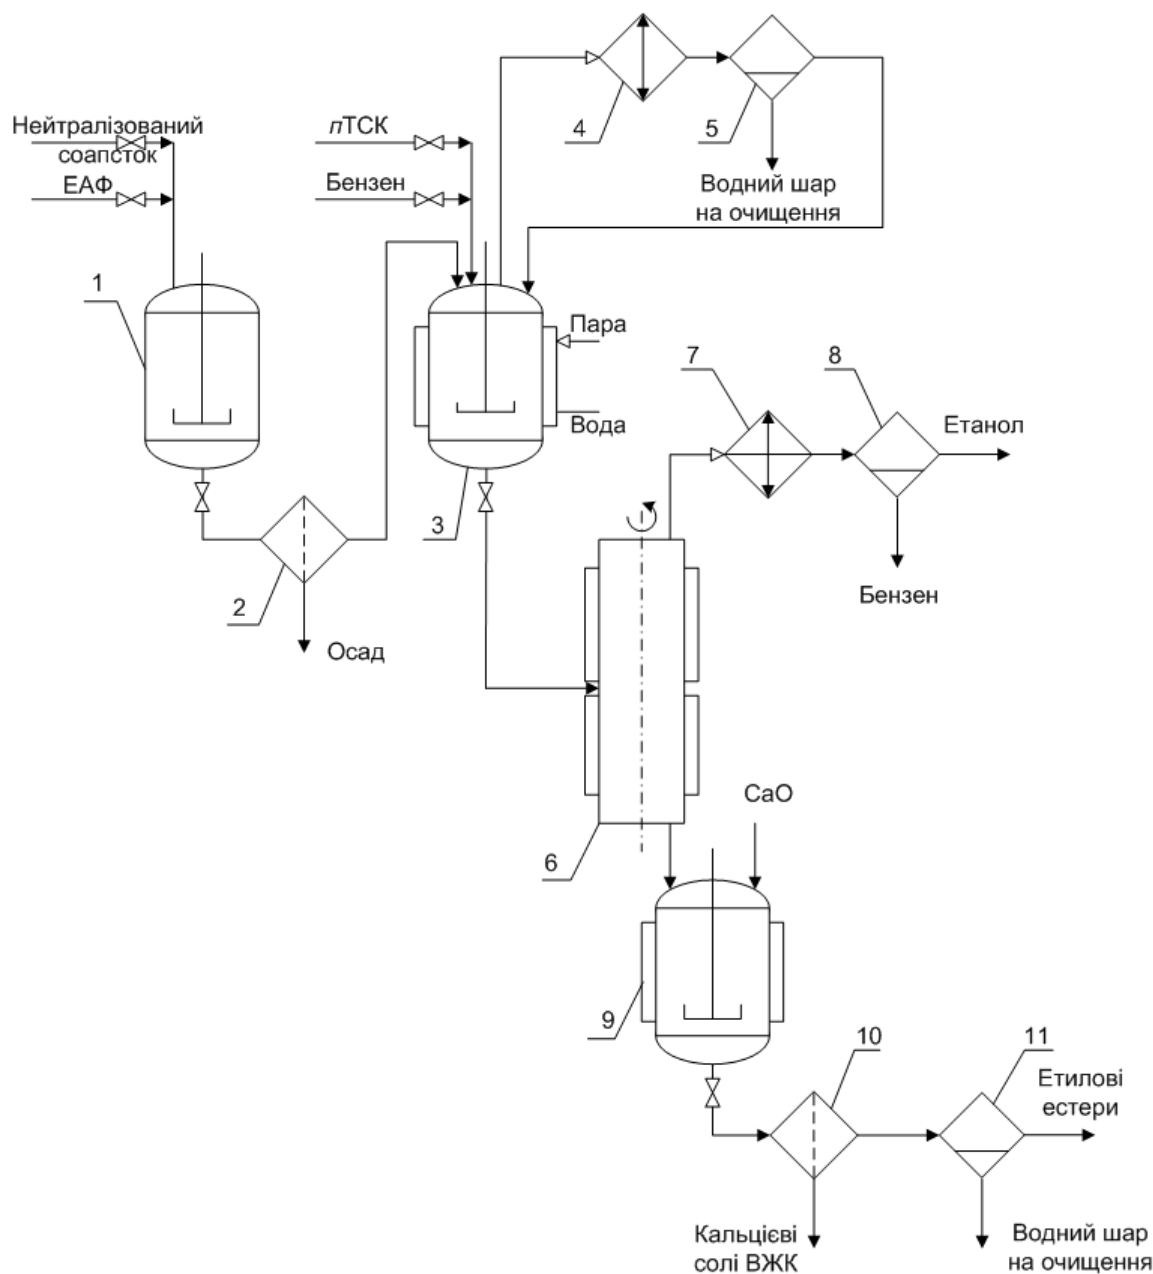 4
5
Нейтралізований
соапсток
ЕАФ
пТСК
Бензен
Водний шар
на очищення
1
Пара
Вода
3
7
8
Етанол
Бензен
2
Осад
CaO
6
9
10
11
Етилові
естери
Кальцієві
солі ВЖК
Водний шар
на очищення